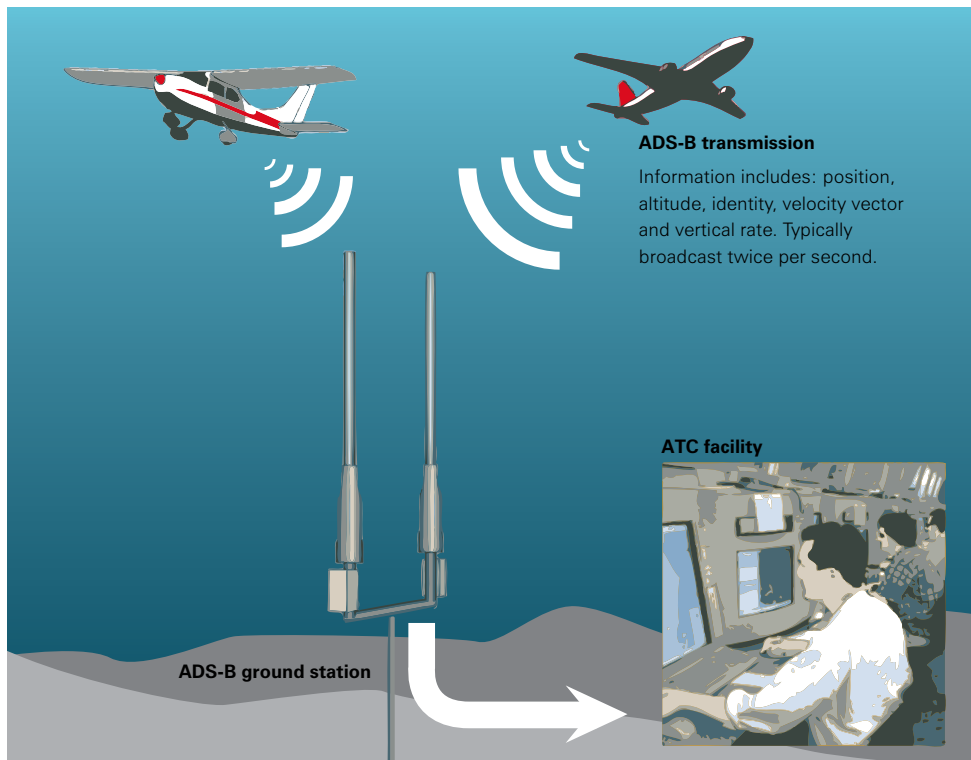 ADS-B transmission
Information includes: position,
altitude, identity, velocity vector
and vertical rate. Typically
broadcast twice per second.
ATC facility
ADS-B ground station